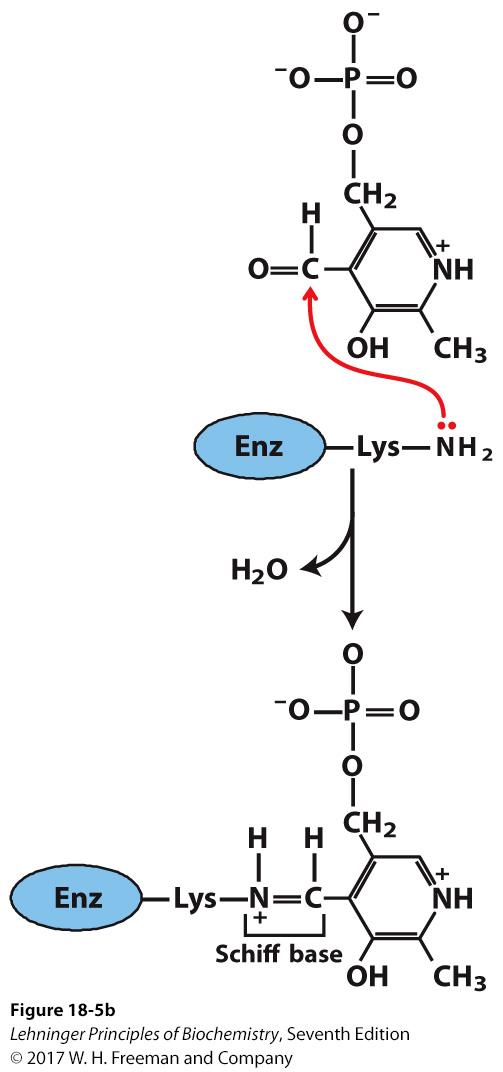 O⁻
⁻O—P=O
O
CH₂
H
O=C
+
NH
OH
CH₃
Enz—Lys—NH₂
H₂O
O
⁻O—P=O
O
CH₂
H H
Enz—Lys—N=C
+
+
NH
Schiff base
OH
CH₃
Figure 18-5b
Lehninger Principles of Biochemistry, Seventh Edition
© 2017 W. H. Freeman and Company